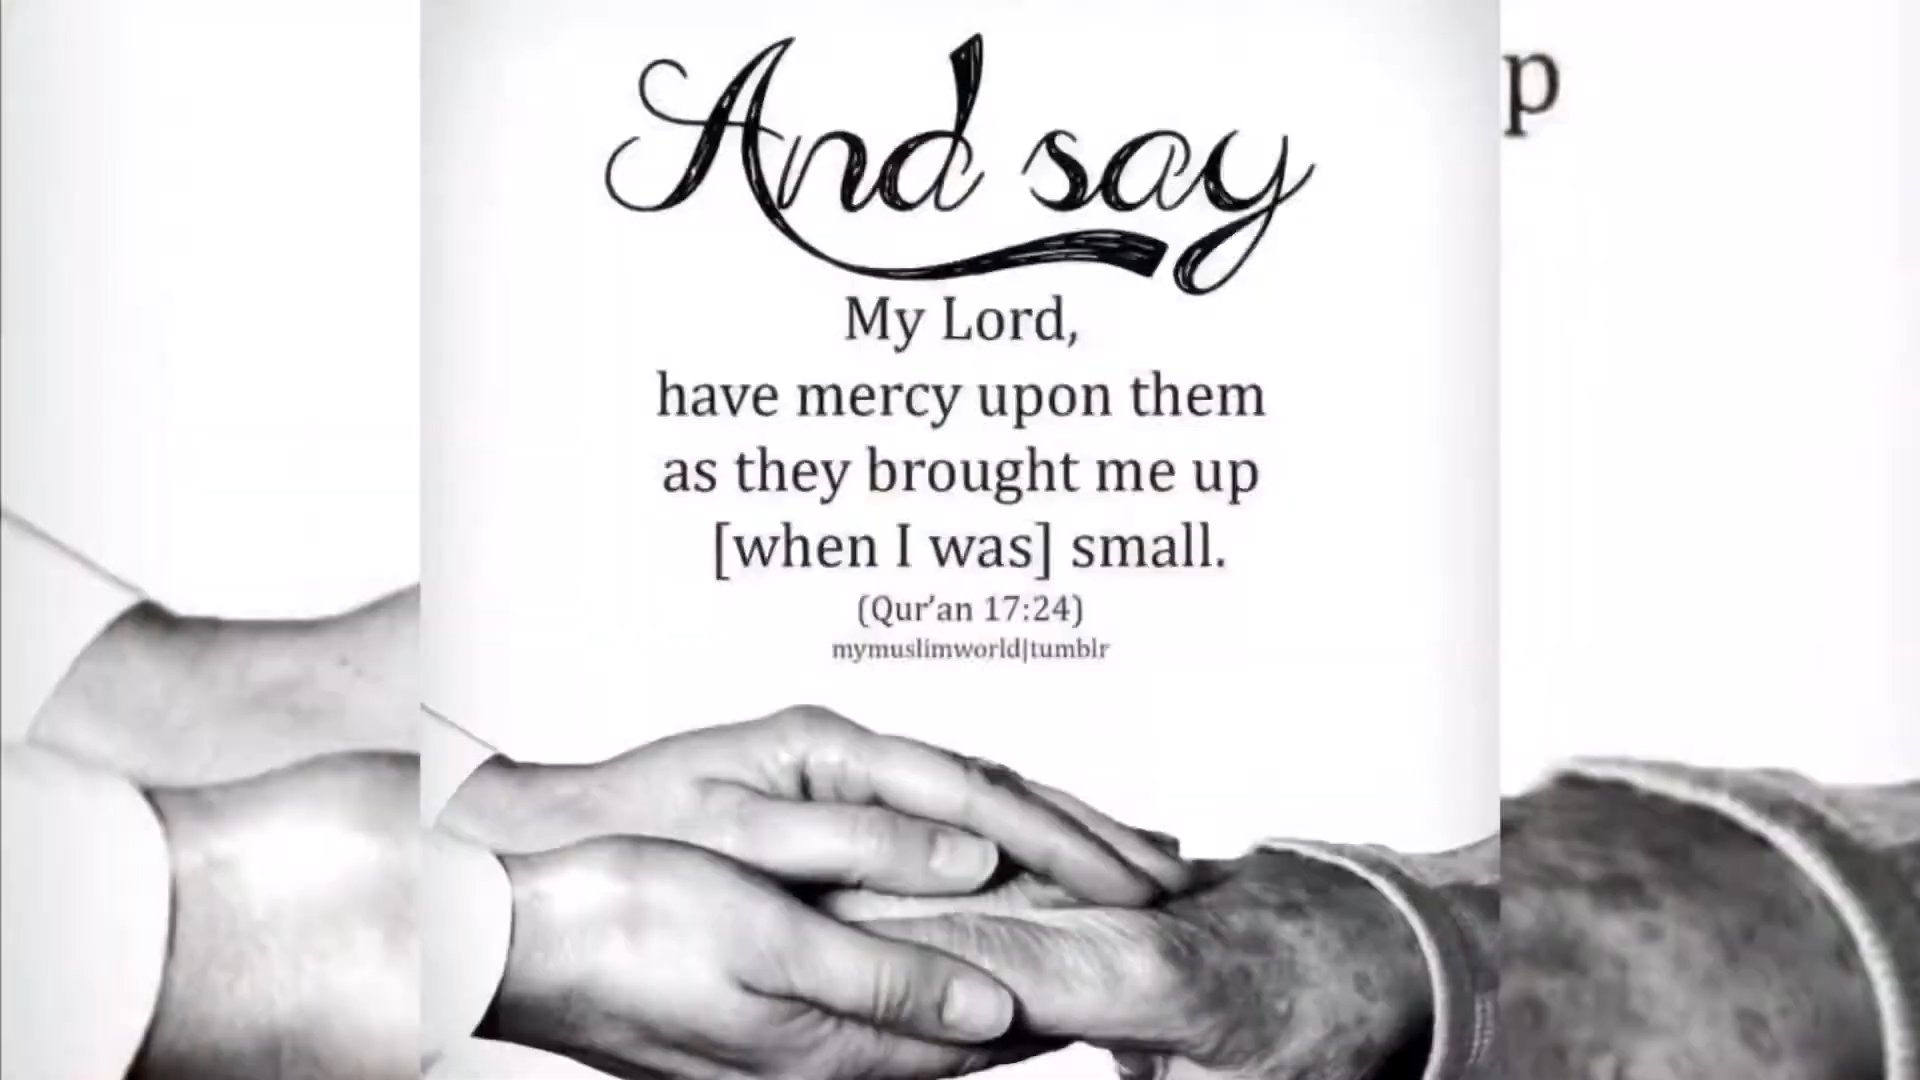 And say
My Lord,
have mercy upon them
as they brought me up
[when I was] small.
(Qur'an 17:24)
mymuslimworld|tumblr
p